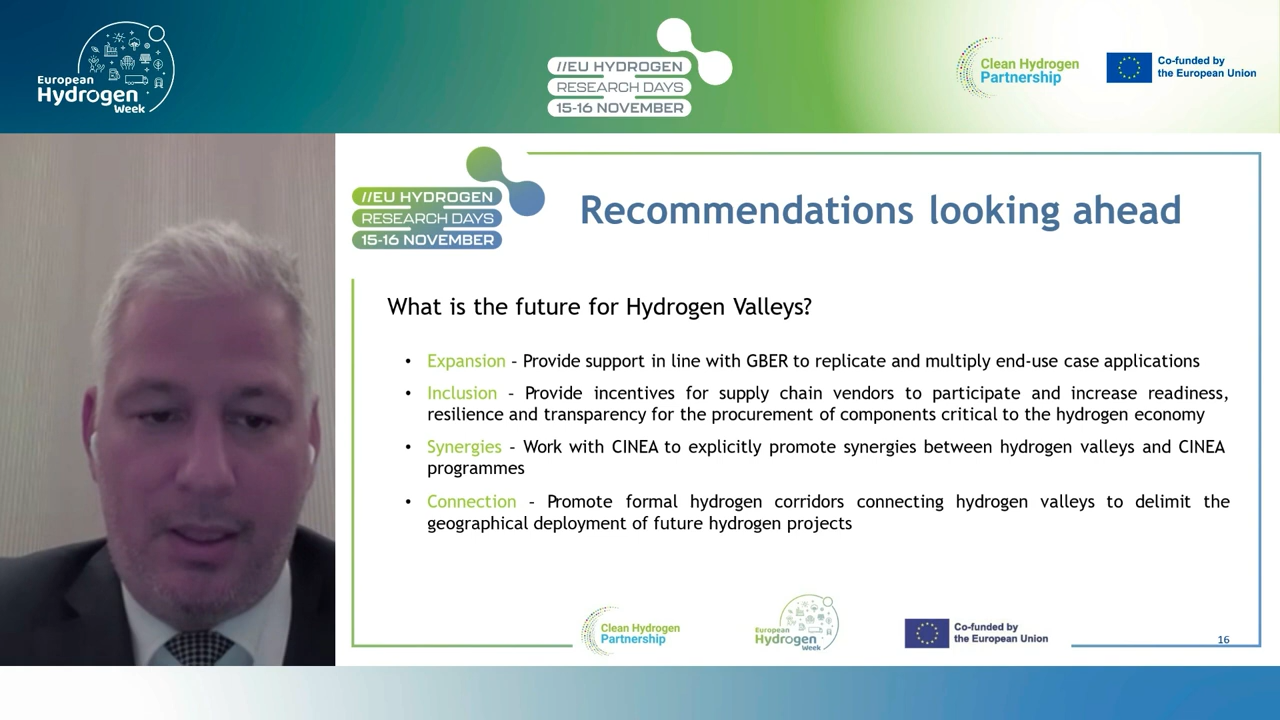 European
Hydrogen
Week
//EU HYDROGEN
RESEARCH DAYS
15-16 NOVEMBER
Clean Hydrogen
Partnership
Co-funded by
the European Union
//EU HYDROGEN
RESEARCH DAYS
15-16 NOVEMBER
Recommendations looking ahead
What is the future for Hydrogen Valleys?
• Expansion – Provide support in line with GBER to replicate and multiply end-use case applications
• Inclusion – Provide incentives for supply chain vendors to participate and increase readiness,
resilience and transparency for the procurement of components critical to the hydrogen economy
• Synergies – Work with CINEA to explicitly promote synergies between hydrogen valleys and CINEA
programmes
• Connection – Promote formal hydrogen corridors connecting hydrogen valleys to delimit the
geographical deployment of future hydrogen projects
Clean Hydrogen
Partnership
European
Hydrogen
Week
Co-funded by
the European Union
16